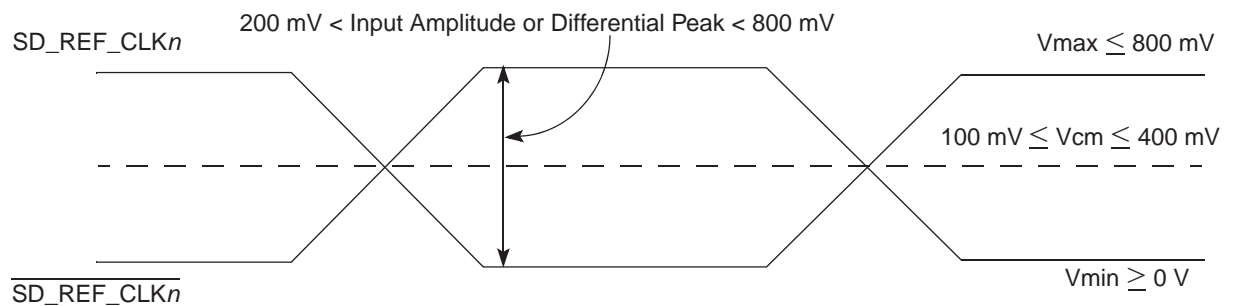 200 mV < Input Amplitude or Differential Peak < 800 mV
SD_REF_CLKn
Vmax ≤ 800 mV
100 mV ≤ Vcm ≤ 400 mV
Vmin ≥ 0 V
SD_REF_CLKn